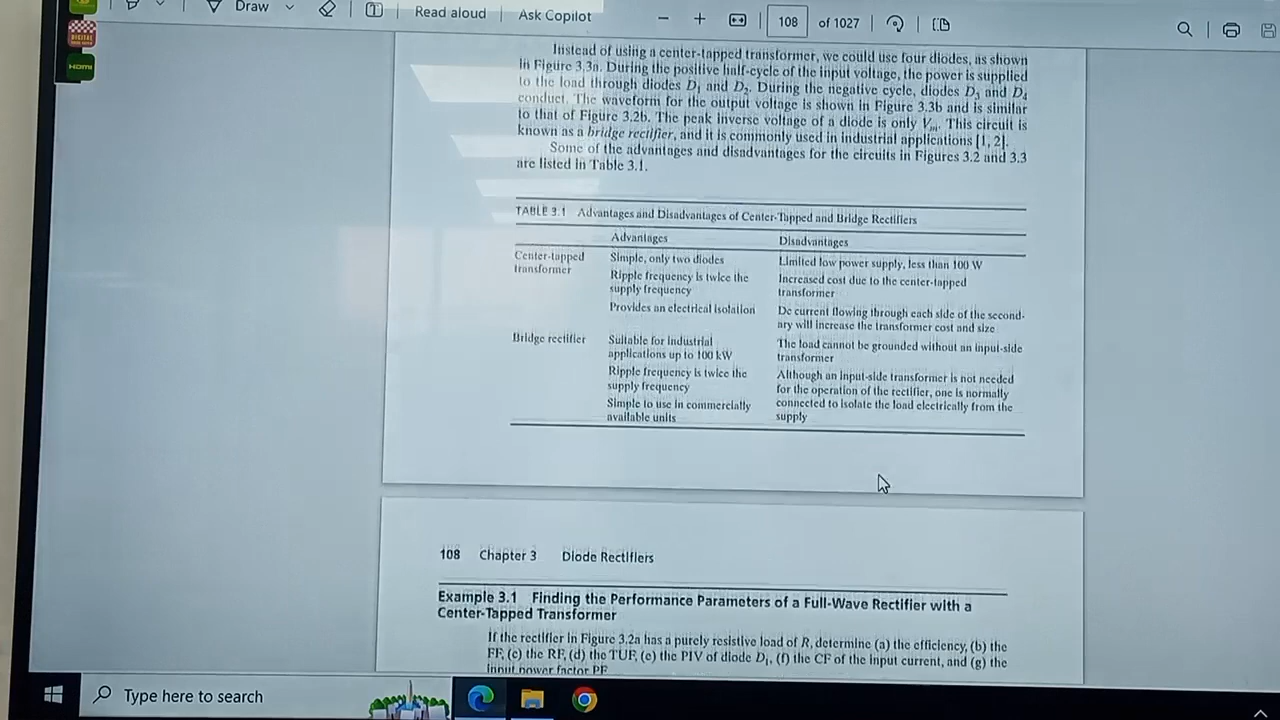 Draw
Read aloud
Ask Copilot
108
of 1027
DIGITAL
HDMI
Instead of using a center-tapped transformer, we could use four diodes, as shown
in Figure 3.3a. During the positive half-cycle of the input voltage, the power is supplied
to the load through diodes D1 and D2. During the negative cycle, diodes D3 and D4
conduct. The waveform for the output voltage is shown in Figure 3.3b and is similar
to that of Figure 3.2b. The peak inverse voltage of a diode is only Vm. This circuit is
known as a bridge rectifier, and it is commonly used in industrial applications [1, 2].
Some of the advantages and disadvantages for the circuits in Figures 3.2 and 3.3
are listed in Table 3.1.
TABLE 3.1 Advantages and Disadvantages of Center-Tapped and Bridge Rectifiers
Advantages
Disadvantages
Center-tapped
transformer
Simple, only two diodes
Ripple frequency is twice the
supply frequency
Provides an electrical isolation
Limited low power supply, less than 100 W
Increased cost due to the center-tapped
transformer
Dc current flowing through each side of the second-
ary will increase the transformer cost and size
Bridge rectifier
Suitable for industrial
applications up to 100 kW
Ripple frequency is twice the
supply frequency
Simple to use in commercially
available units
The load cannot be grounded without an input-side
transformer
Although an input-side transformer is not needed
for the operation of the rectifier, one is normally
connected to isolate the load electrically from the
supply
108 Chapter 3 Diode Rectifiers
Example 3.1 Finding the Performance Parameters of a Full-Wave Rectifier with a
Center-Tapped Transformer
If the rectifier in Figure 3.2a has a purely resistive load of R, determine (a) the efficiency, (b) the
FF, (c) the RF, (d) the TUF, (e) the PIV of diode D1, (f) the CF of the input current, and (g) the
input power factor PF
Type here to search